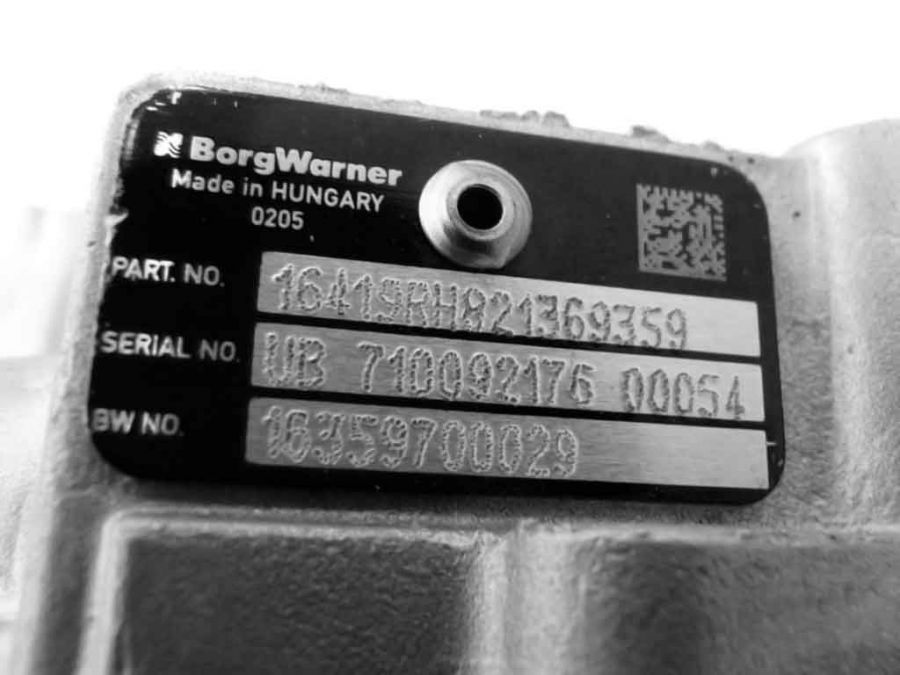 BorgWarner
Made in HUNGARY
0205
PART. NO. 16419RH821369359
SERIAL NO. UB 710092176 00054
BW NO. 16359700029